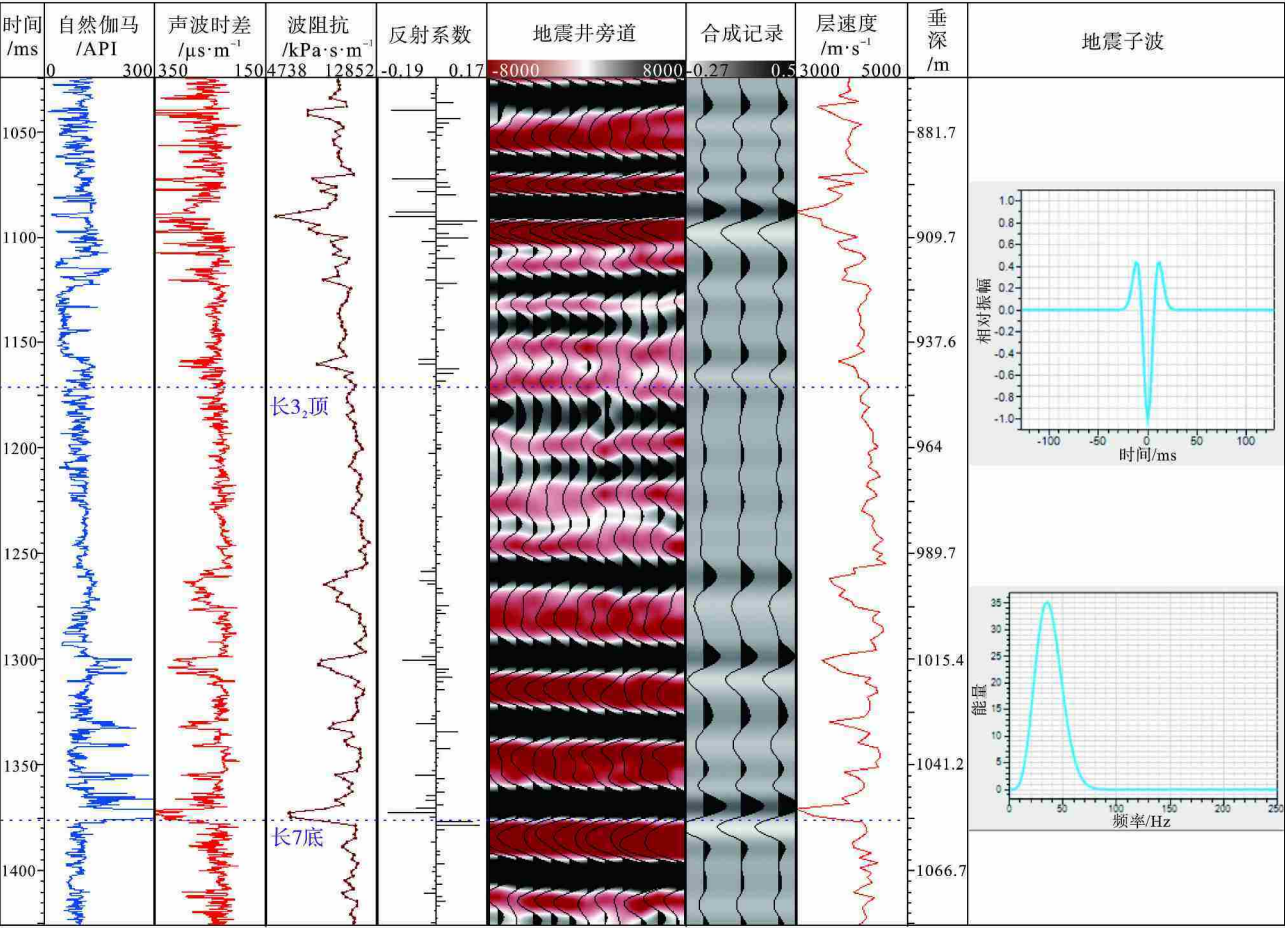 时间
/ms
自然伽马
/API
0 300
声波时差
/μs·m⁻¹
350 150
波阻抗
/kPa·s·m⁻¹
4738 12852
反射系数
-0.19 0.17
地震井旁道
-8000 8000
合成记录
-0.27 0.5
层速度
/m·s⁻¹
3000 5000
垂
深
/m
地震子波
1050
1100
1150
1200
1250
1300
1350
1400
长3₂顶
长7底
881.7
909.7
937.6
964
989.7
1015.4
1041.2
1066.7
相对振幅
1.0
0.8
0.6
0.4
0.2
0.0
-0.2
-0.4
-0.6
-0.8
-1.0
-100 -50 0 50 100
时间/ms
能量
35
30
25
20
15
10
5
0
0 50 100 150 200 250
频率/Hz